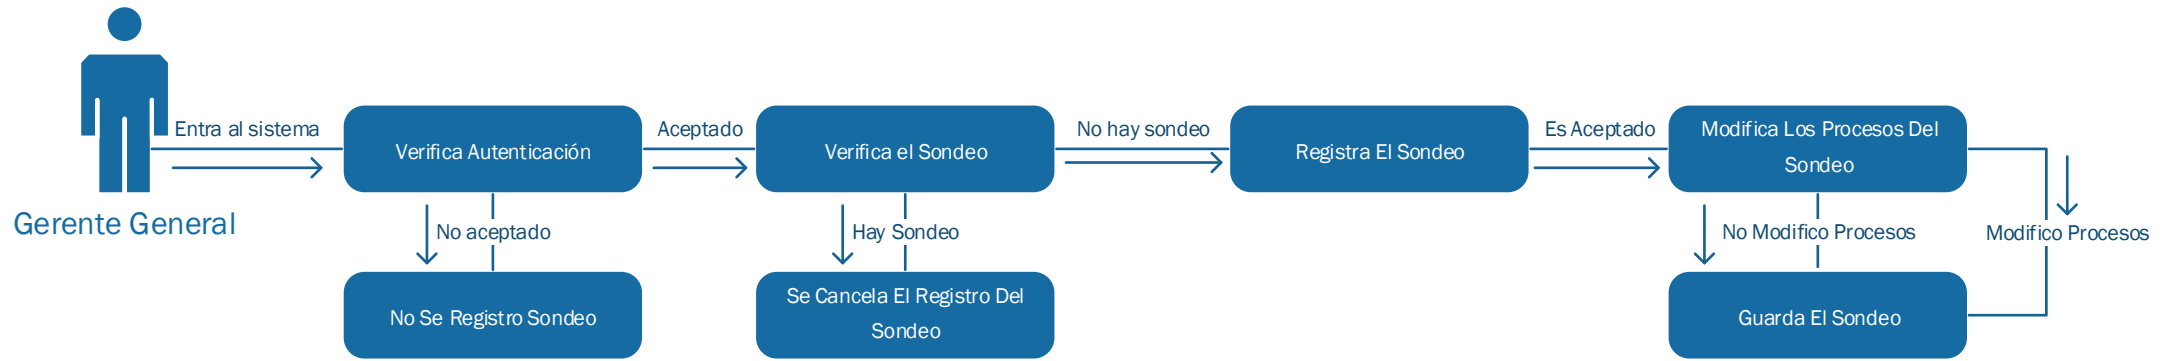 Entra al sistema
Verifica Autenticación
Aceptado
Verifica el Sondeo
No hay sondeo
Registra El Sondeo
Es Aceptado
Modifica Los Procesos Del
Sondeo
Gerente General
No aceptado
Hay Sondeo
No Modifico Procesos
Modifico Procesos
No Se Registro Sondeo
Se Cancela El Registro Del
Sondeo
Guarda El Sondeo